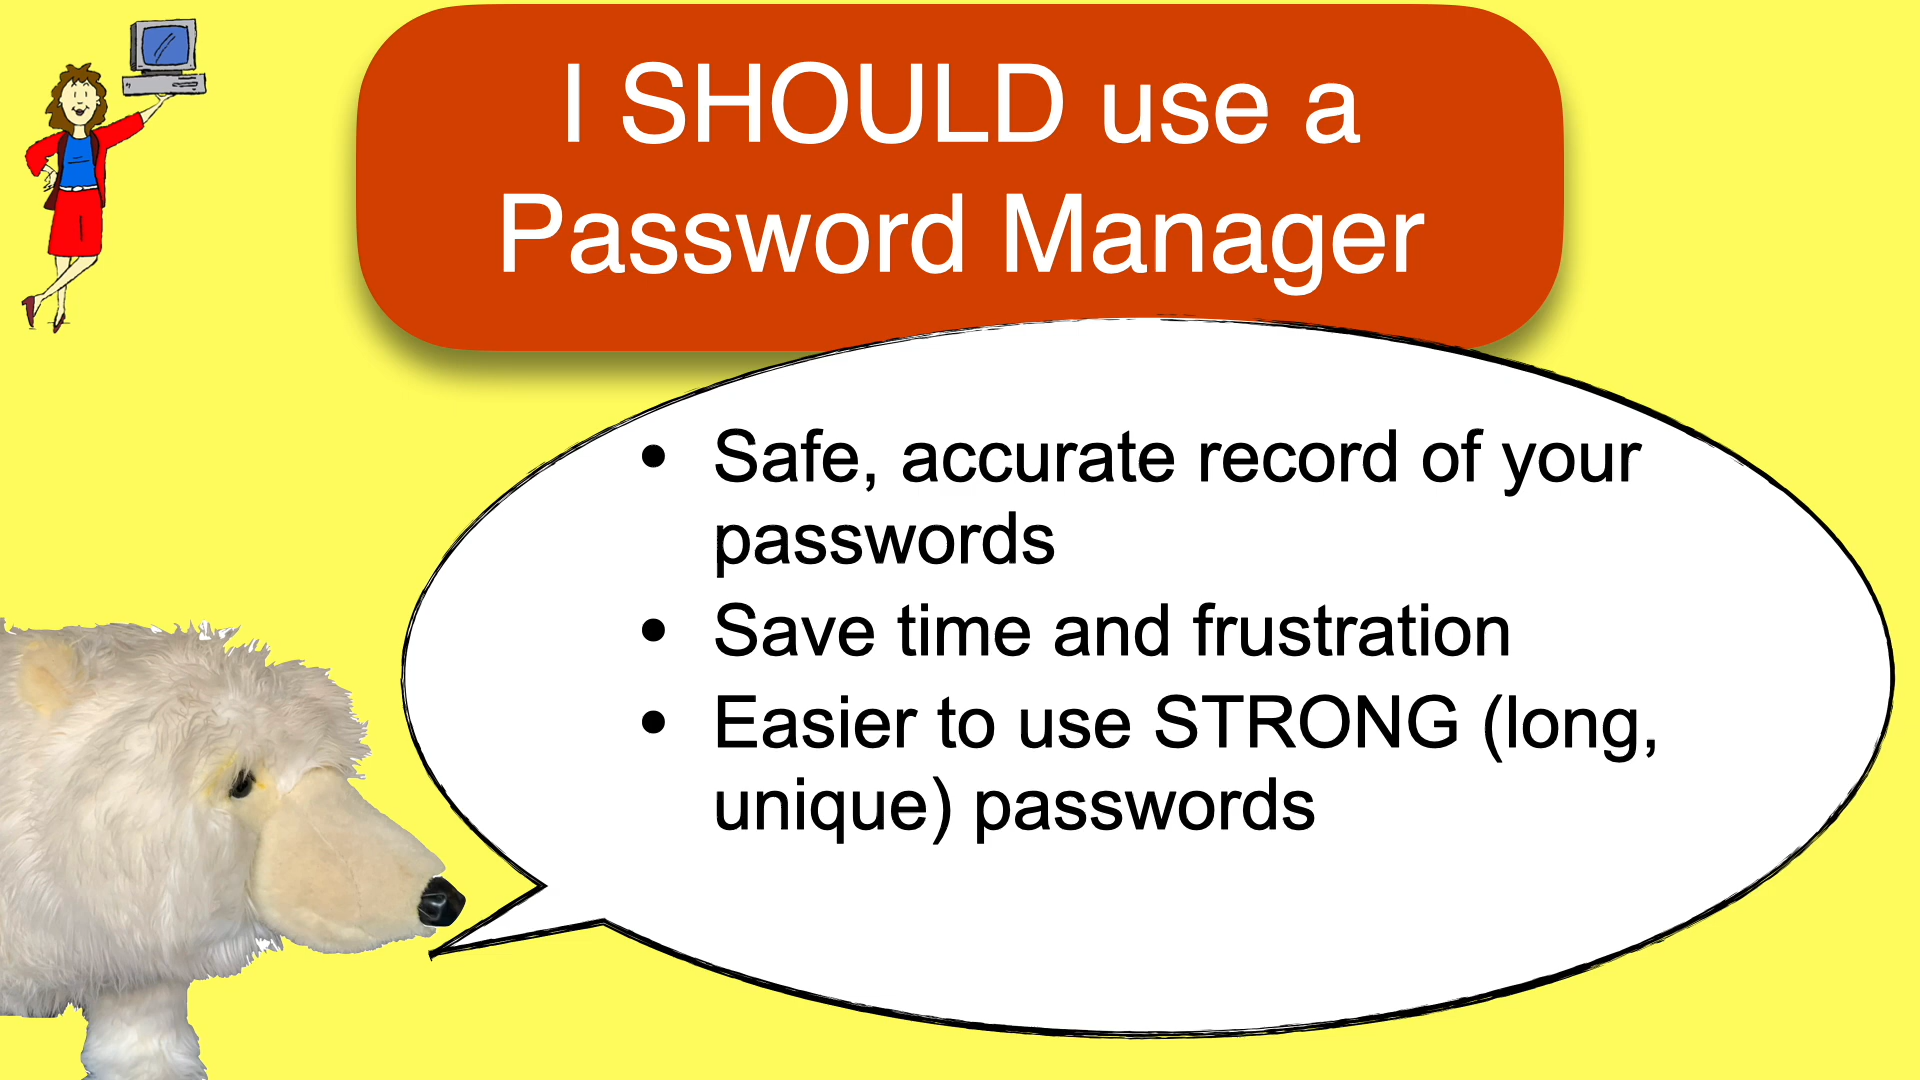 I SHOULD use a
Password Manager
• Safe, accurate record of your
passwords
• Save time and frustration
• Easier to use STRONG (long,
unique) passwords